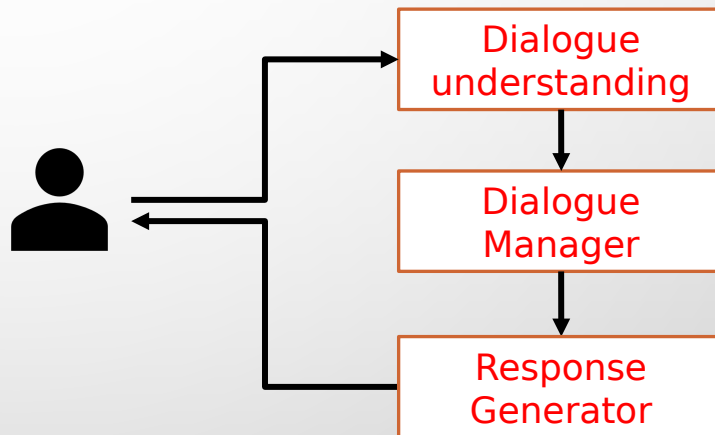 Dialogue
understanding
Dialogue
Manager
Response
Generator